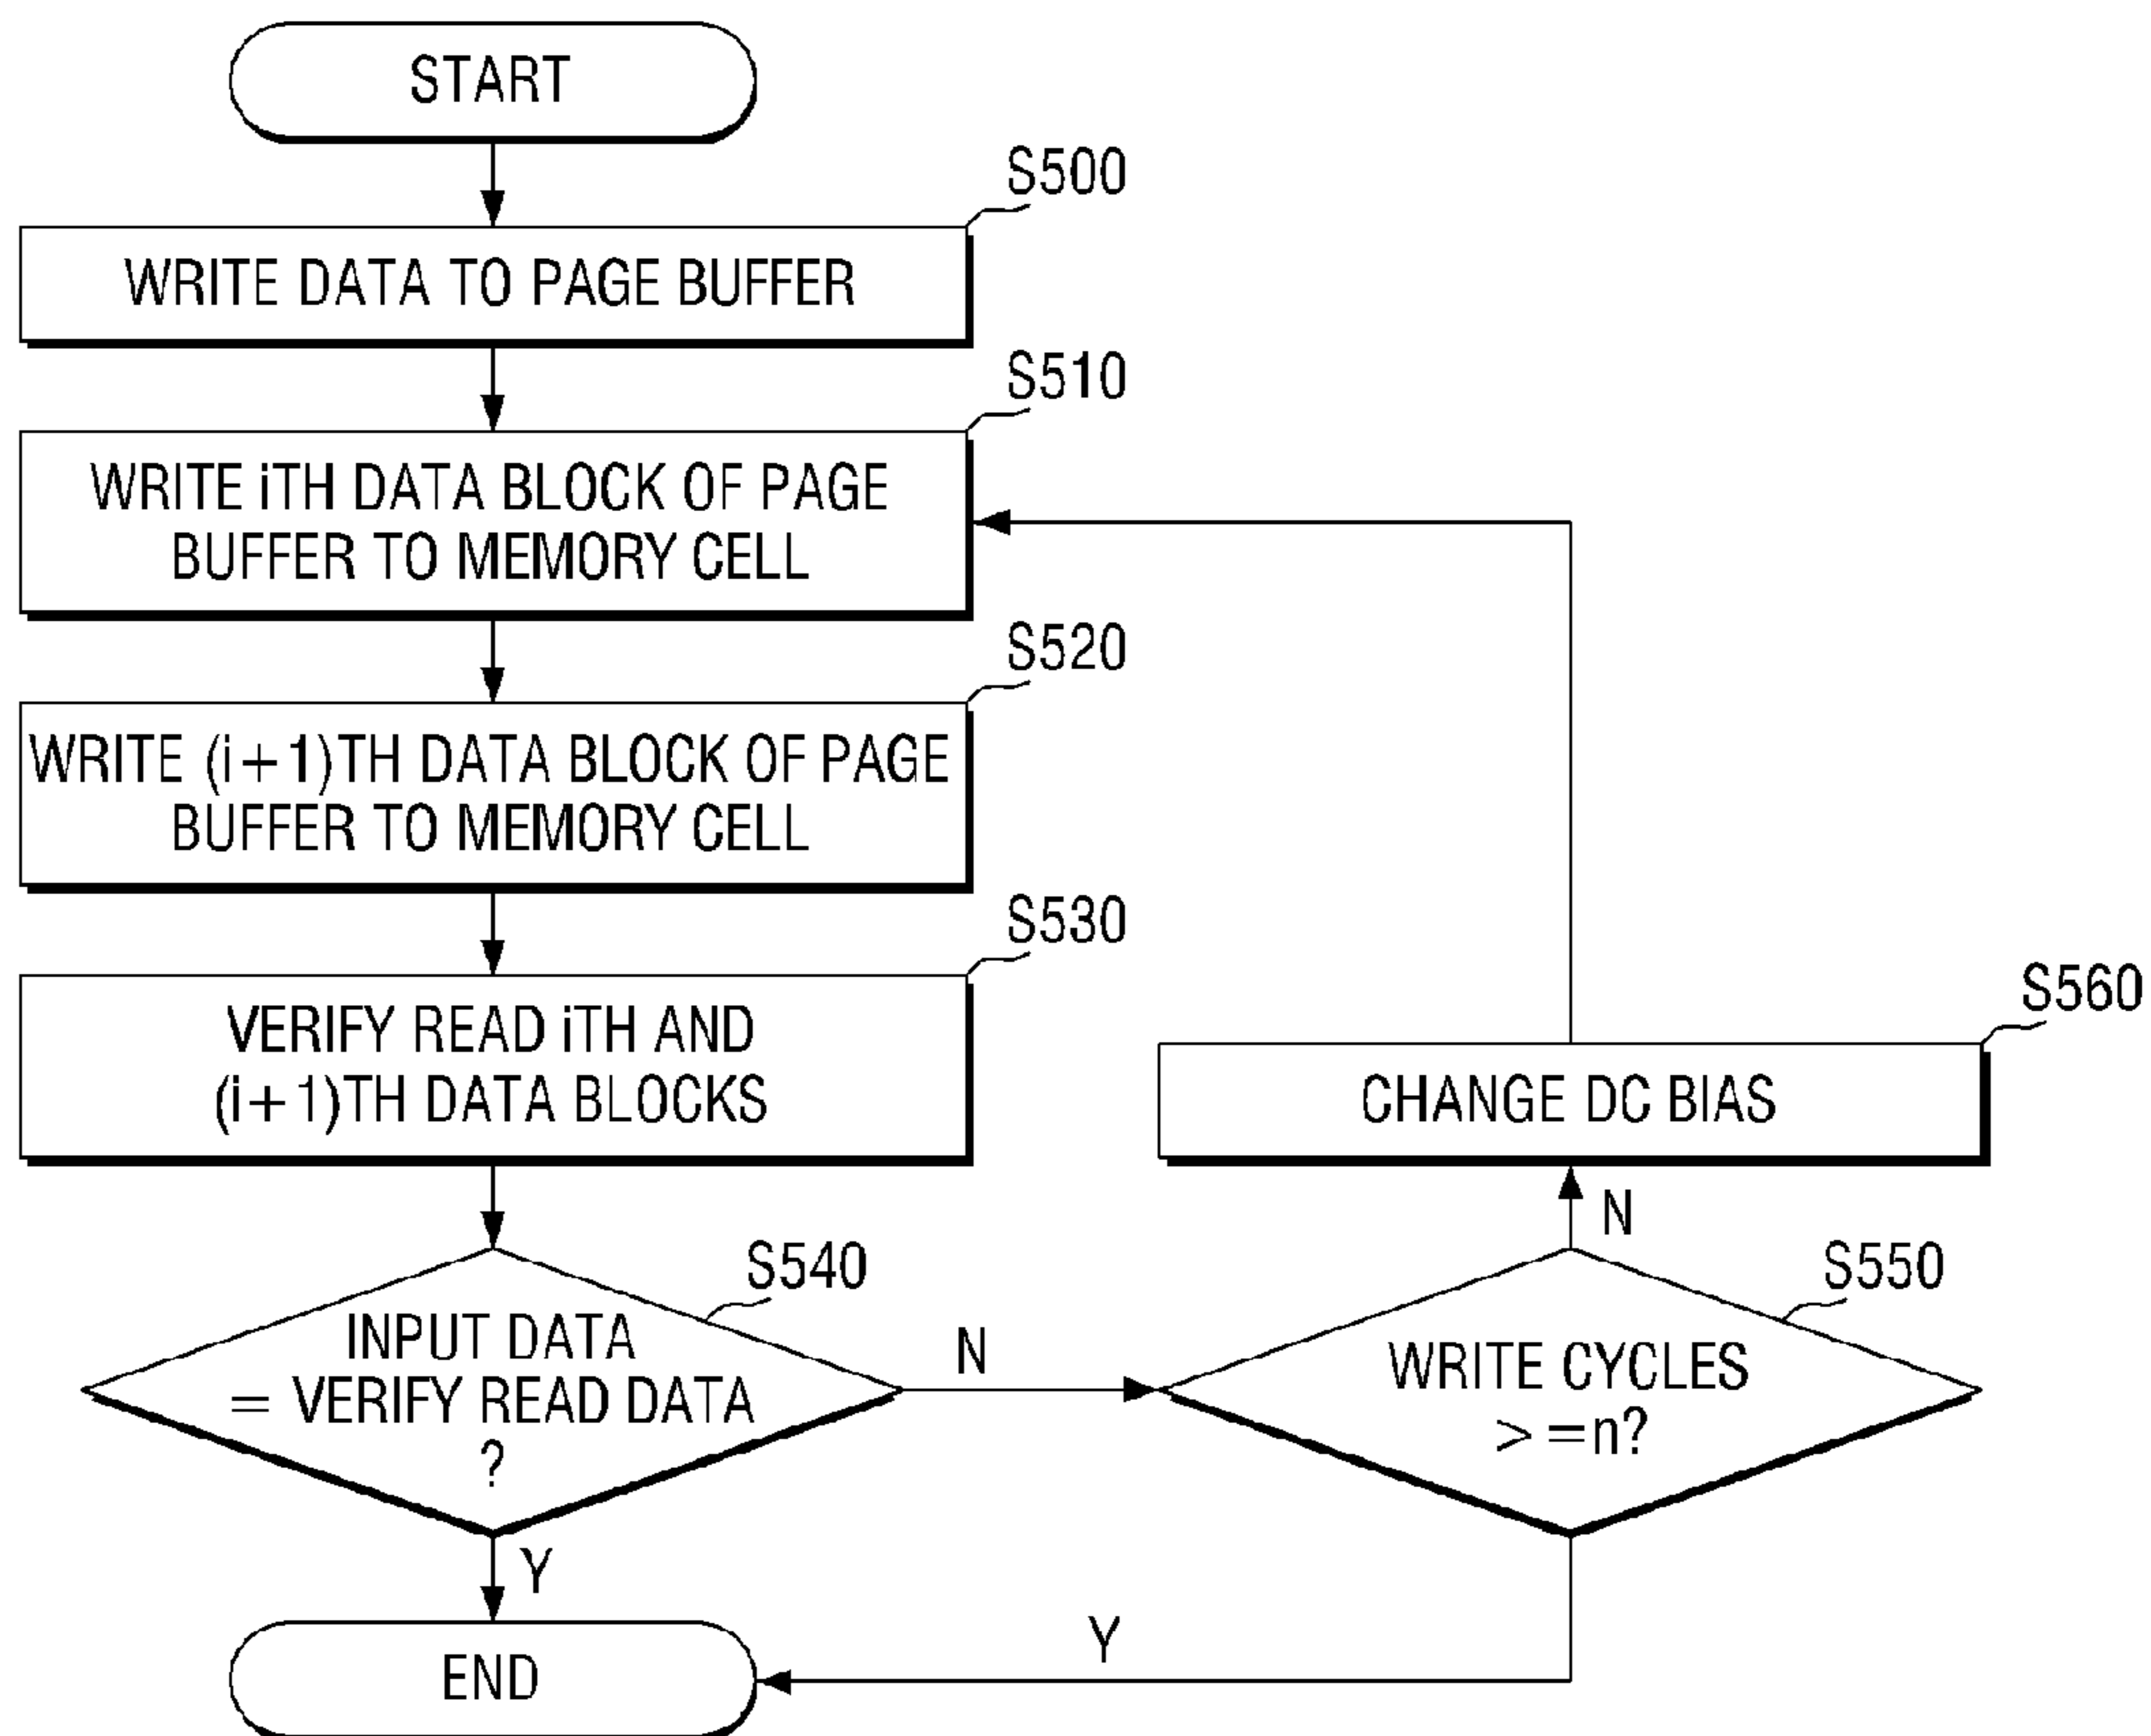 START
S500
WRITE DATA TO PAGE BUFFER
S510
WRITE iTH DATA BLOCK OF PAGE
BUFFER TO MEMORY CELL
S520
WRITE (i+1)TH DATA BLOCK OF PAGE
BUFFER TO MEMORY CELL
S530
VERIFY READ iTH AND
(i+1)TH DATA BLOCKS
S560
CHANGE DC BIAS
N
S540
INPUT DATA
= VERIFY READ DATA
?
N
S550
WRITE CYCLES
> =n?
Y
Y
END